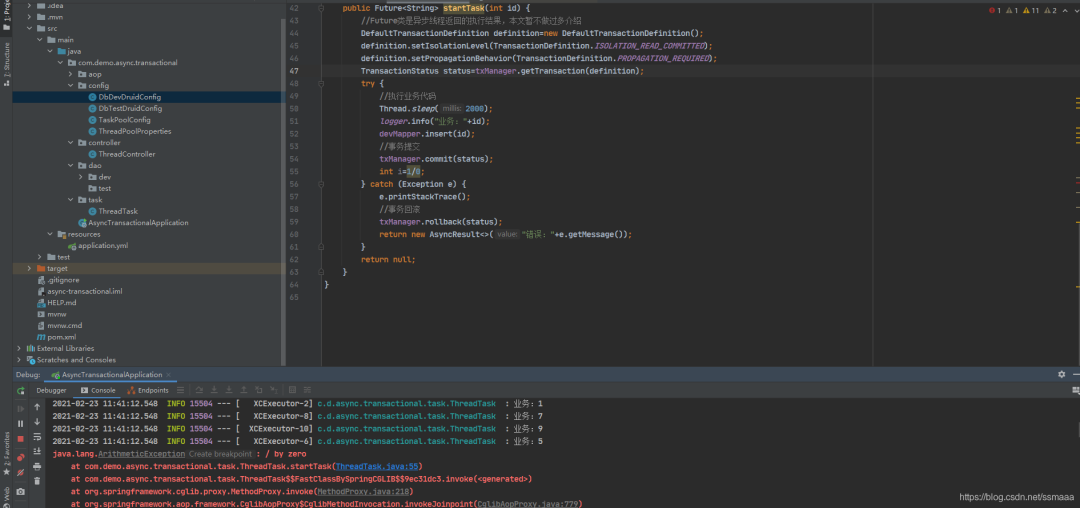 .idea
.mvn
src
main
java
com.demo.async.transactional
aop
config
DbDevDruidConfig
DbTestDruidConfig
TaskPoolConfig
ThreadPoolProperties
controller
ThreadController
dao
dev
test
task
ThreadTask
AsyncTransactionalApplication
resources
application.yml
test
target
.gitignore
async-transactional.iml
HELP.md
mvnw
mvnw.cmd
pom.xml
External Libraries
Scratches and Consoles
1: Structure
2: Favorites
Web
42 public Future<String> startTask(int id) {
43 //Future类是异步线程返回的执行结果，本文暂不做过多介绍
44 DefaultTransactionDefinition definition=new DefaultTransactionDefinition();
45 definition.setIsolationLevel(TransactionDefinition.ISOLATION_READ_COMMITTED);
46 definition.setPropagationBehavior(TransactionDefinition.PROPAGATION_REQUIRED);
47 TransactionStatus status=txManager.getTransaction(definition);
48 try {
49 //执行业务代码
50 Thread.sleep( millis: 2000);
51 logger.info("业务："+id);
52 devMapper.insert(id);
53 //事务提交
54 txManager.commit(status);
55 int i=1/0;
56 } catch (Exception e) {
57 e.printStackTrace();
58 //事务回滚
59 txManager.rollback(status);
60 return new AsyncResult<>( value: "错误："+e.getMessage());
61 }
62 return null;
63 }
64 }
65
1 1 11 2
Debug: AsyncTransactionalApplication
Debugger Console Endpoints
2021-02-23 11:41:12.548 INFO 15504 --- [ XCExecutor-2] c.d.async.transactional.task.ThreadTask : 业务：1
2021-02-23 11:41:12.548 INFO 15504 --- [ XCExecutor-8] c.d.async.transactional.task.ThreadTask : 业务：7
2021-02-23 11:41:12.548 INFO 15504 --- [ XCExecutor-10] c.d.async.transactional.task.ThreadTask : 业务：9
2021-02-23 11:41:12.548 INFO 15504 --- [ XCExecutor-6] c.d.async.transactional.task.ThreadTask : 业务：5
java.lang.ArithmeticException Create breakpoint : / by zero
at com.demo.async.transactional.task.ThreadTask.startTask(ThreadTask.java:55)
at com.demo.async.transactional.task.ThreadTask$$FastClassBySpringCGLIB$$9ec31dc3.invoke(<generated>)
at org.springframework.cglib.proxy.MethodProxy.invoke(MethodProxy.java:218)
at org.springframework.aop.framework.CglibAopProxy$CglibMethodInvocation.invokeJoinpoint(CglibAopProxy.java:779)
https://blog.csdn.net/ssmaaa